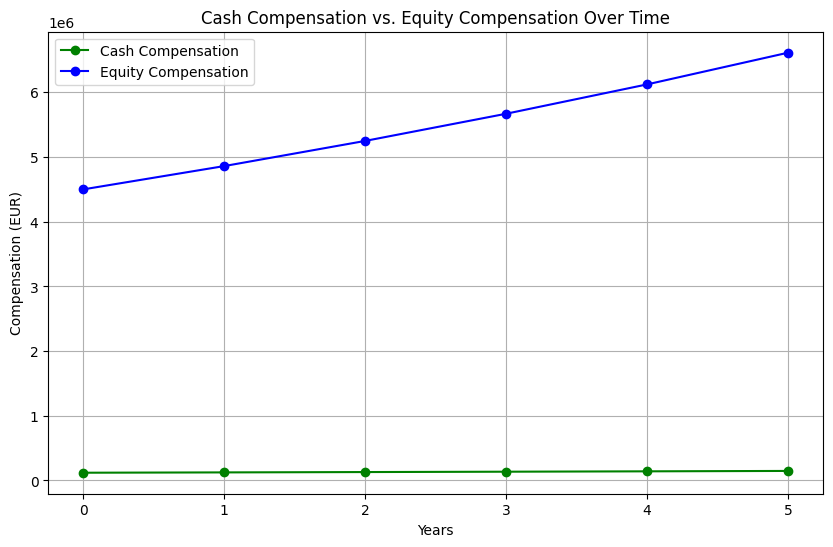 Cash Compensation vs. Equity Compensation Over Time
1e6
Cash Compensation
Equity Compensation
6
5
4
3
2
1
0
Compensation (EUR)
0 1 2 3 4 5
Years